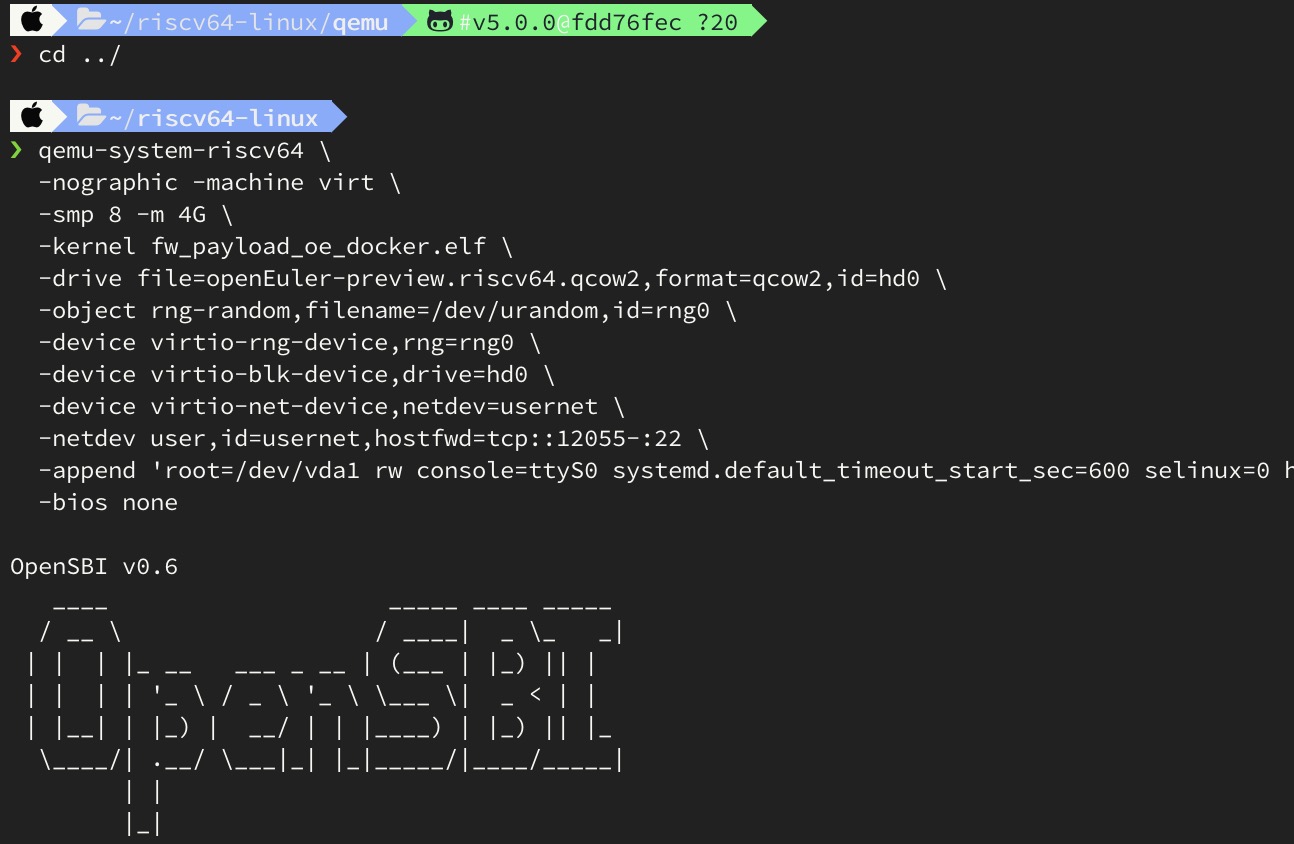 ~/riscv64-linux/qemu #v5.0.0@fdd76fec ?20
❯ cd ../
~/riscv64-linux
❯ qemu-system-riscv64 \
  -nographic -machine virt \
  -smp 8 -m 4G \
  -kernel fw_payload_oe_docker.elf \
  -drive file=openEuler-preview.riscv64.qcow2,format=qcow2,id=hd0 \
  -object rng-random,filename=/dev/urandom,id=rng0 \
  -device virtio-rng-device,rng=rng0 \
  -device virtio-blk-device,drive=hd0 \
  -device virtio-net-device,netdev=usernet \
  -netdev user,id=usernet,hostfwd=tcp::12055-:22 \
  -append 'root=/dev/vda1 rw console=ttyS0 systemd.default_timeout_start_sec=600 selinux=0 h
  -bios none
OpenSBI v0.6
   ____                    _____ ____ _____
  / __ \                  / ____|  _ \_   _|
 | |  | |_ __   ___ _ __ | (___ | |_) || |
 | |  | | '_ \ / _ \ '_ \ \___ \|  _ < | |
 | |__| | |_) |  __/ | | |____) | |_) || |_
  \____/| .__/ \___|_| |_|_____/|____/_____|
        | |
        |_|